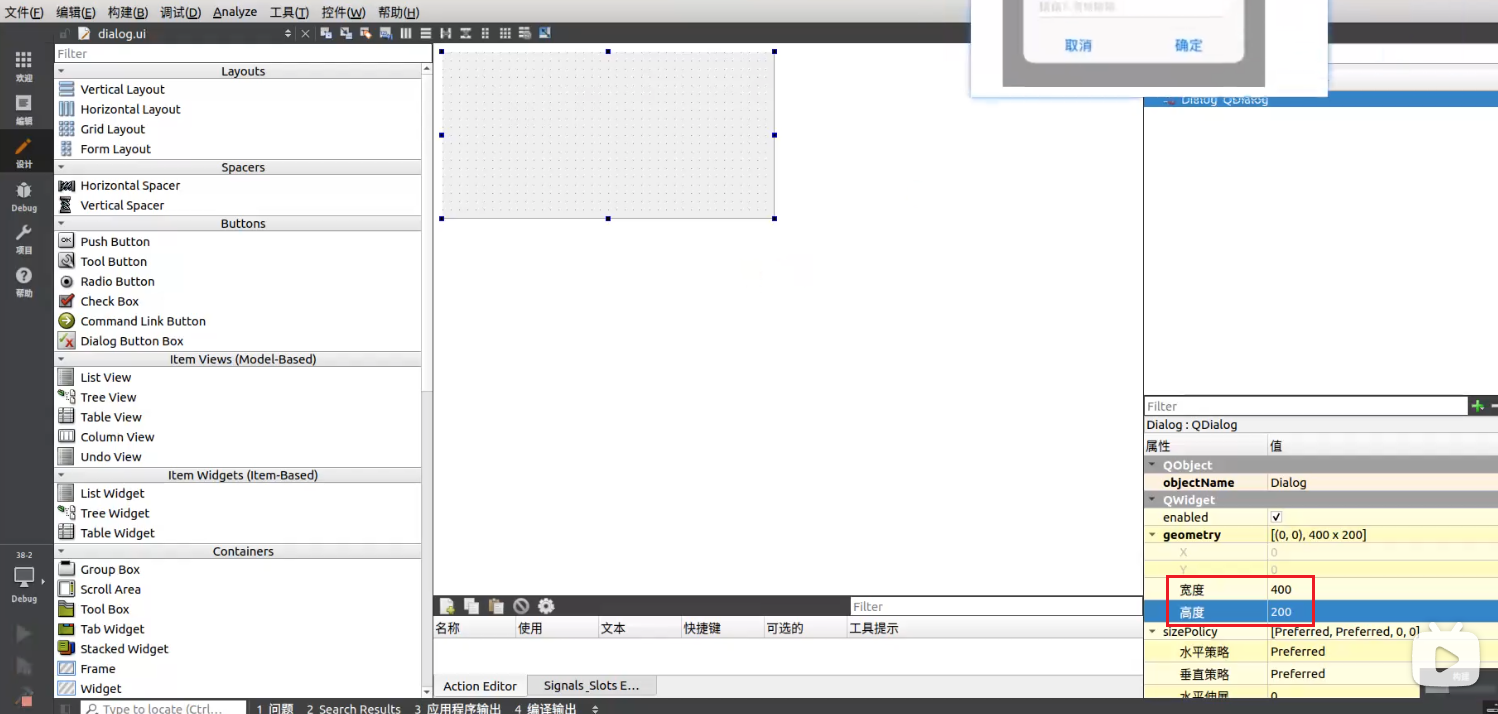 文件(F) 编辑(E) 构建(B) 调试(D) Analyze 工具(T) 控件(W) 帮助(H)
dialog.ui
欢迎
编辑
设计
Debug
项目
帮助
38-2
Debug
Filter
Layouts
Vertical Layout
Horizontal Layout
Grid Layout
Form Layout
Spacers
Horizontal Spacer
Vertical Spacer
Buttons
Push Button
Tool Button
Radio Button
Check Box
Command Link Button
Dialog Button Box
Item Views (Model-Based)
List View
Tree View
Table View
Column View
Undo View
Item Widgets (Item-Based)
List Widget
Tree Widget
Table Widget
Containers
Group Box
Scroll Area
Tool Box
Tab Widget
Stacked Widget
Frame
Widget
取消 确定
Dialog QDialog
Filter
名称 使用 文本 快捷键 可选的 工具提示
Action Editor Signals_Slots E...
Filter
Dialog : QDialog
属性 值
QObject
objectName Dialog
QWidget
enabled
geometry [(0, 0), 400 x 200]
X 0
Y 0
宽度 400
高度 200
sizePolicy [Preferred, Preferred, 0, 0]
水平策略 Preferred
垂直策略 Preferred
水平伸展 0
构建
Type to locate (Ctrl... 1 问题 2 Search Results 3 应用程序输出 4 编译输出